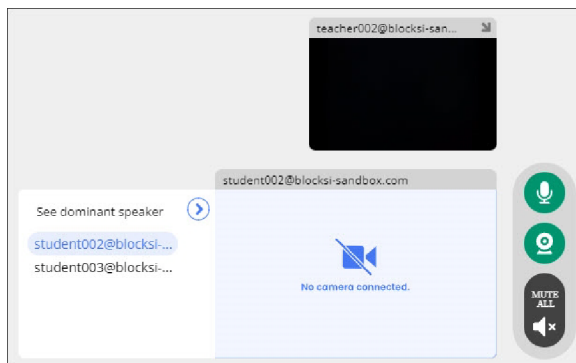 teacher002@blocksi-san...
student002@blocksi-sandbox.com
See dominant speaker
student002@blocksi-...
student003@blocksi-...
No camera connected.
MUTE
ALL